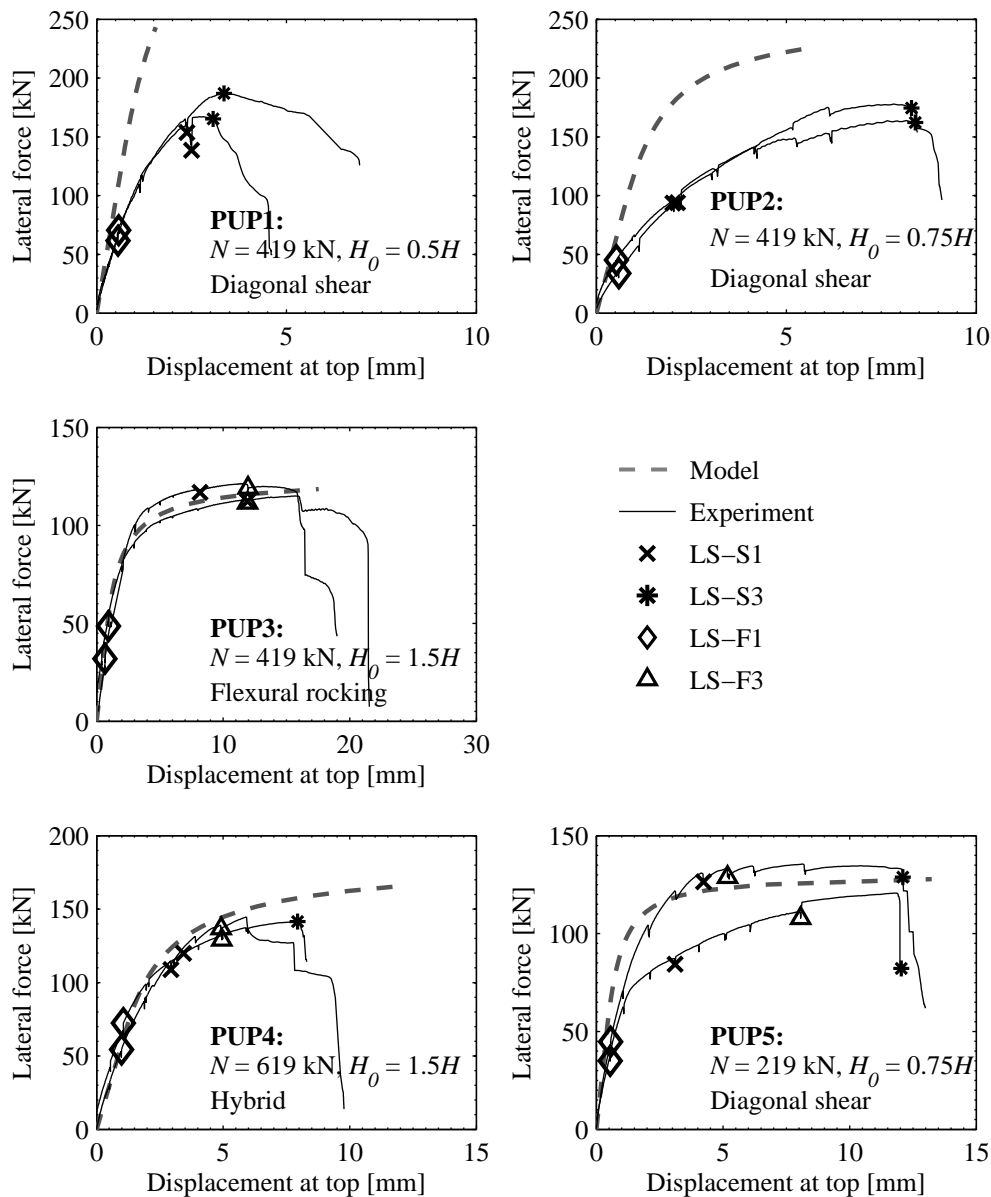 250
200
150
100
50
0
0 5 10
Lateral force [kN]
Displacement at top [mm]
PUP1:
N = 419 kN, H0 = 0.5H
Diagonal shear
250
200
150
100
50
0
0 5 10
Lateral force [kN]
Displacement at top [mm]
PUP2:
N = 419 kN, H0 = 0.75H
Diagonal shear
150
100
50
0
0 10 20 30
Lateral force [kN]
Displacement at top [mm]
PUP3:
N = 419 kN, H0 = 1.5H
Flexural rocking
Model
Experiment
LS−S1
LS−S3
LS−F1
LS−F3
200
150
100
50
0
0 5 10 15
Lateral force [kN]
Displacement at top [mm]
PUP4:
N = 619 kN, H0 = 1.5H
Hybrid
150
100
50
0
0 5 10 15
Lateral force [kN]
Displacement at top [mm]
PUP5:
N = 219 kN, H0 = 0.75H
Diagonal shear